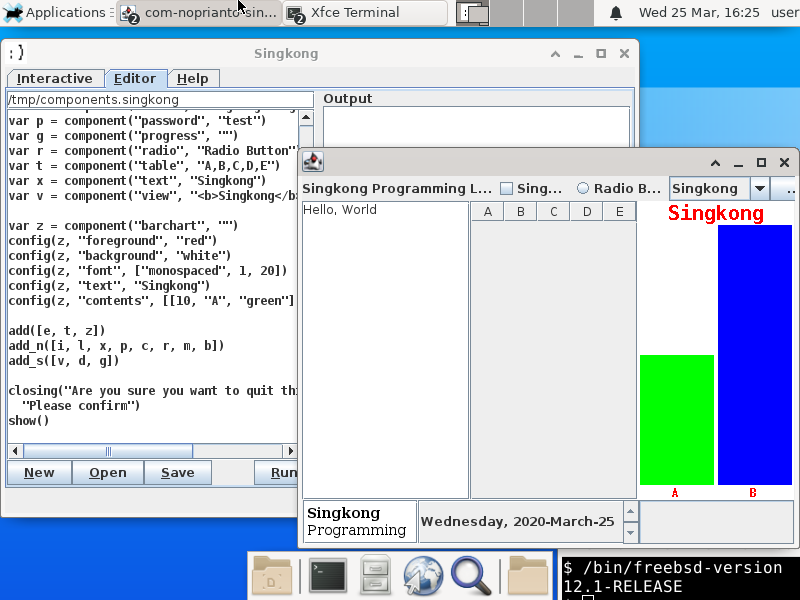 Applications
com-noprianto-sin...
2
Xfce Terminal
2
Wed 25 Mar, 16:25
user
:)
Singkong
Interactive
Editor
Help
/tmp/components.singkong
var p = component("password", "test")
var g = component("progress", "")
var r = component("radio", "Radio Button"
var t = component("table", "A,B,C,D,E")
var x = component("text", "Singkong")
var v = component("view", "<b>Singkong</b
var z = component("barchart", "")
config(z, "foreground", "red")
config(z, "background", "white")
config(z, "font", ["monospaced", 1, 20])
config(z, "text", "Singkong")
config(z, "contents", [[10, "A", "green"]
add([e, t, z])
add_n([i, l, x, p, c, r, m, b])
add_s([v, d, g])
closing("Are you sure you want to quit thi
"Please confirm")
show()
New
Open
Save
Run
Output
Singkong Programming L...
Sing...
Radio B...
Singkong
..
Hello, World
A B C D E
Singkong
A
B
Singkong
Programming
Wednesday, 2020-March-25
$ /bin/freebsd-version
12.1-RELEASE